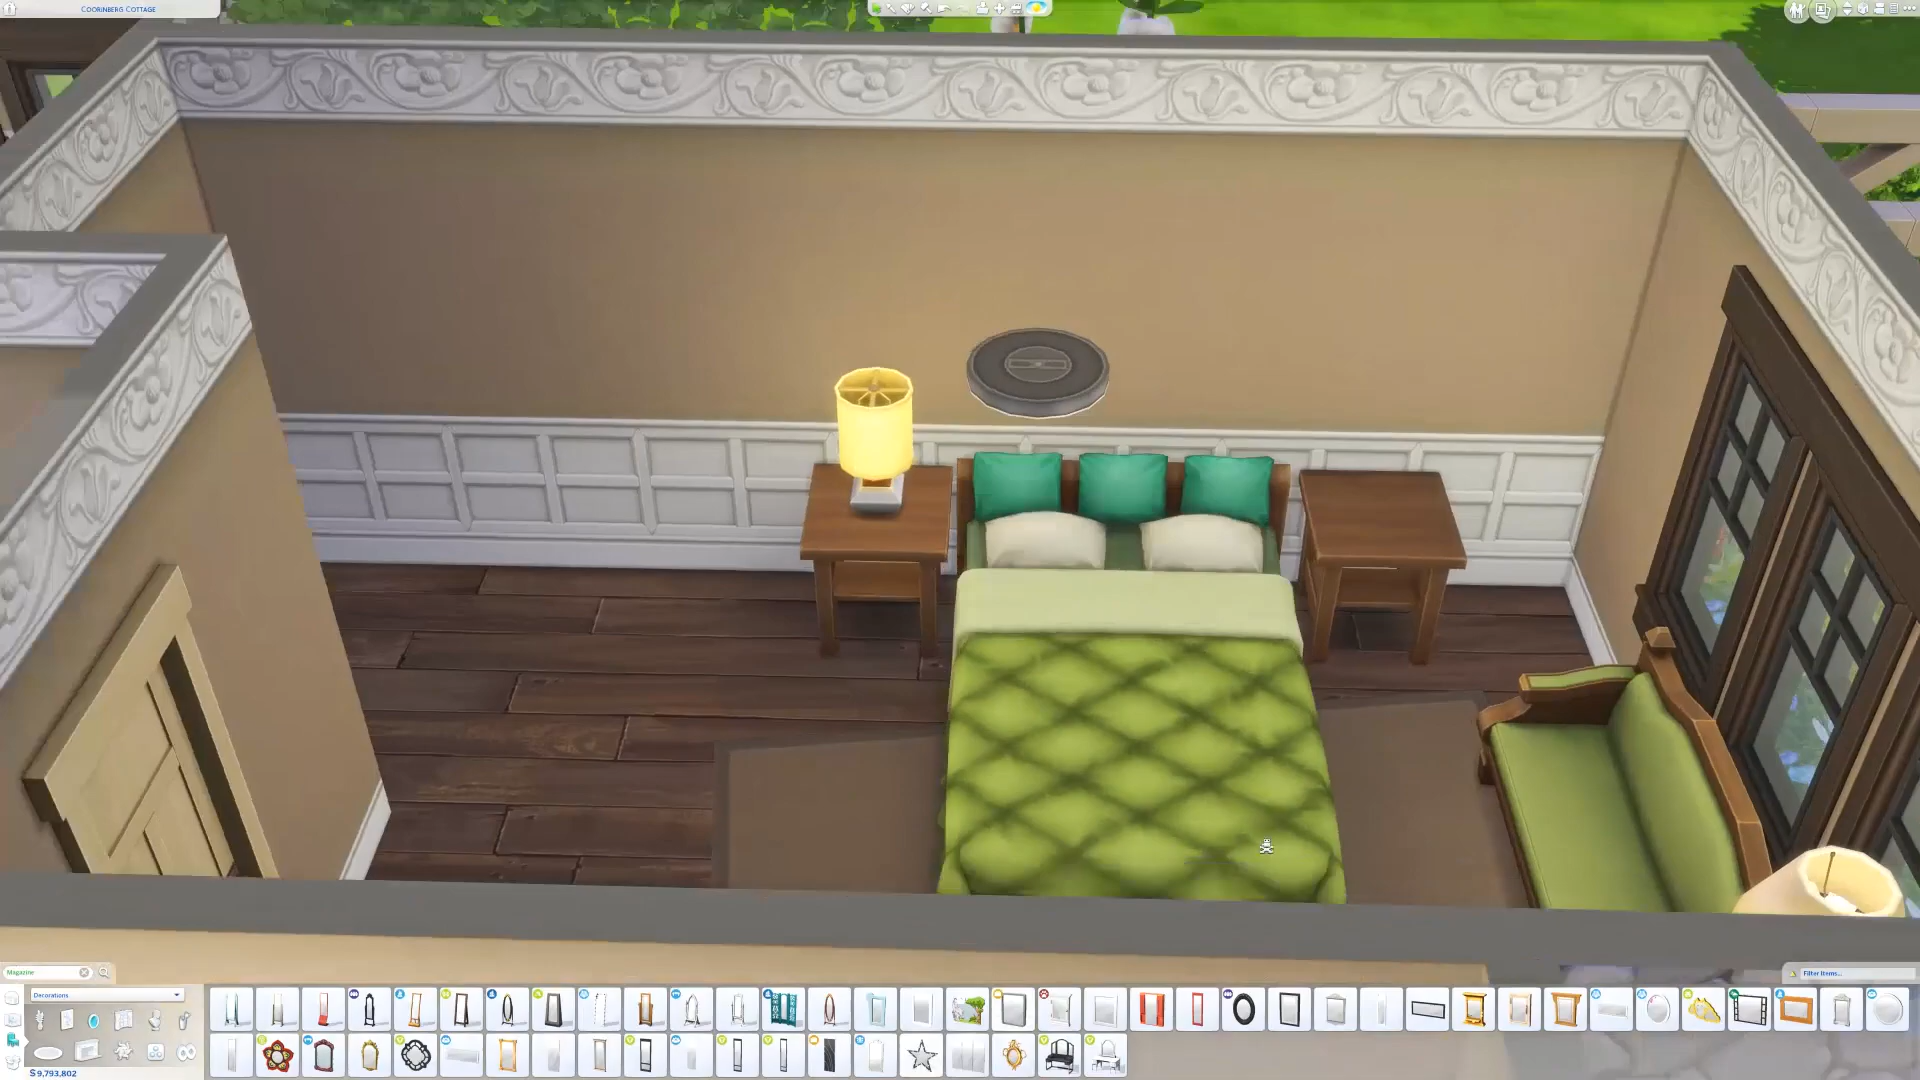 COORINBERG COTTAGE
Magazine
Filter Items...
Decorations
$9,793,802